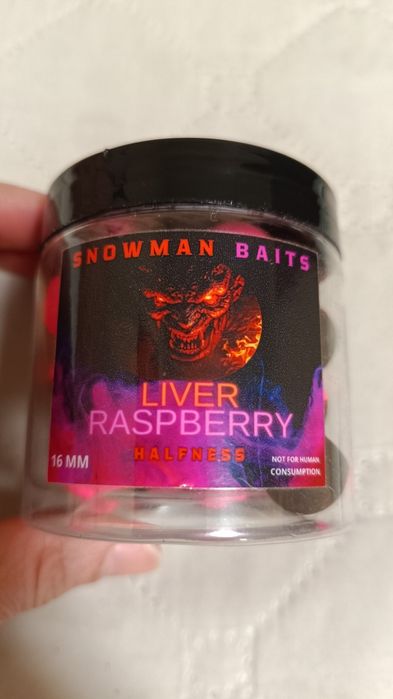 SNOWMAN BAITS
LIVER
RASPBERRY
HALFNESS
16 MM
NOT FOR HUMAN
CONSUMPTION